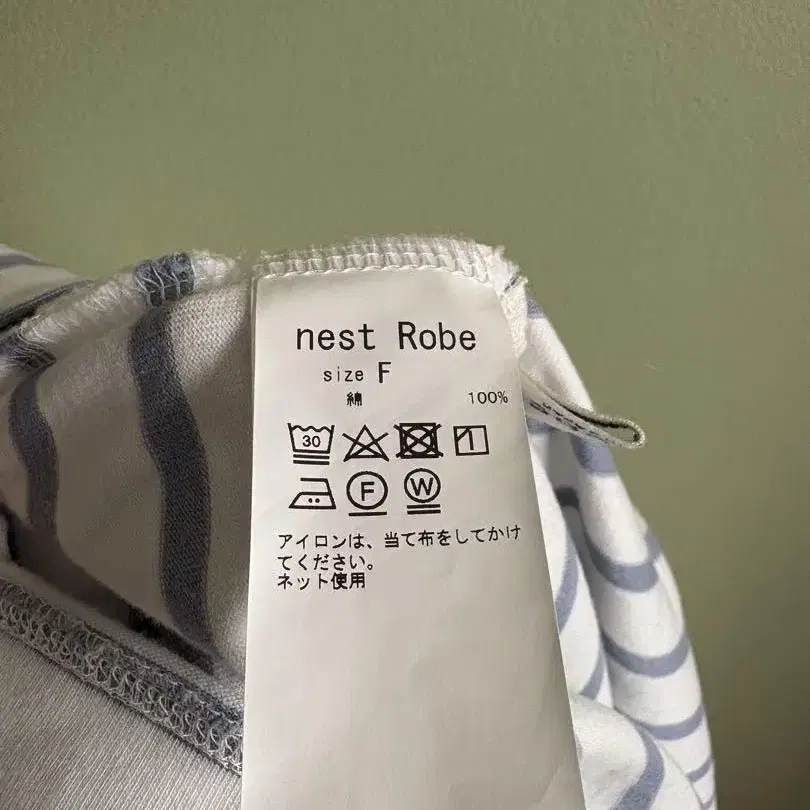 nest Robe
size F
綿 100%
30
F W
アイロンは、当て布をしてかけ
てください。
ネット使用